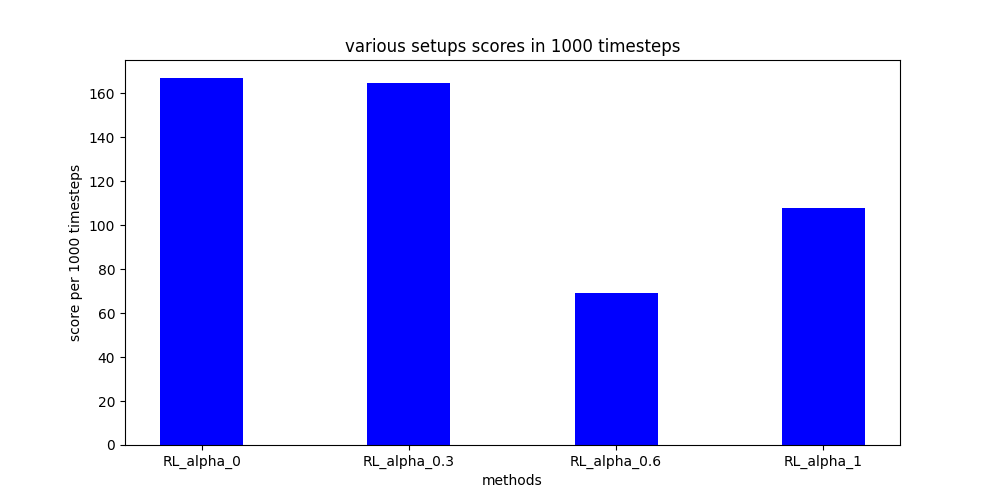 various setups scores in 1000 timesteps
score per 1000 timesteps
160
140
120
100
80
60
40
20
0
RL_alpha_0 RL_alpha_0.3 RL_alpha_0.6 RL_alpha_1
methods